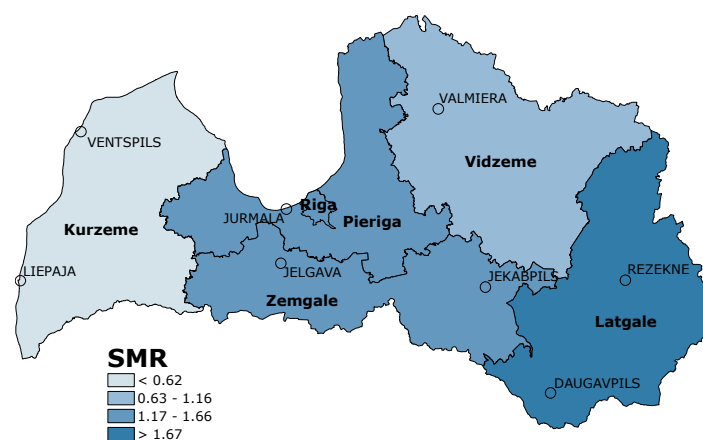 VALMIERA
VENTSPILS
Vidzeme
Riga
JURMALA
Pieriga
Kurzeme
LIEPAJA
JELGAVA
JEKABPILS
REZEKNE
Zemgale
Latgale
SMR
< 0.62
0.63 - 1.16
1.17 - 1.66
> 1.67
DAUGAVPILS